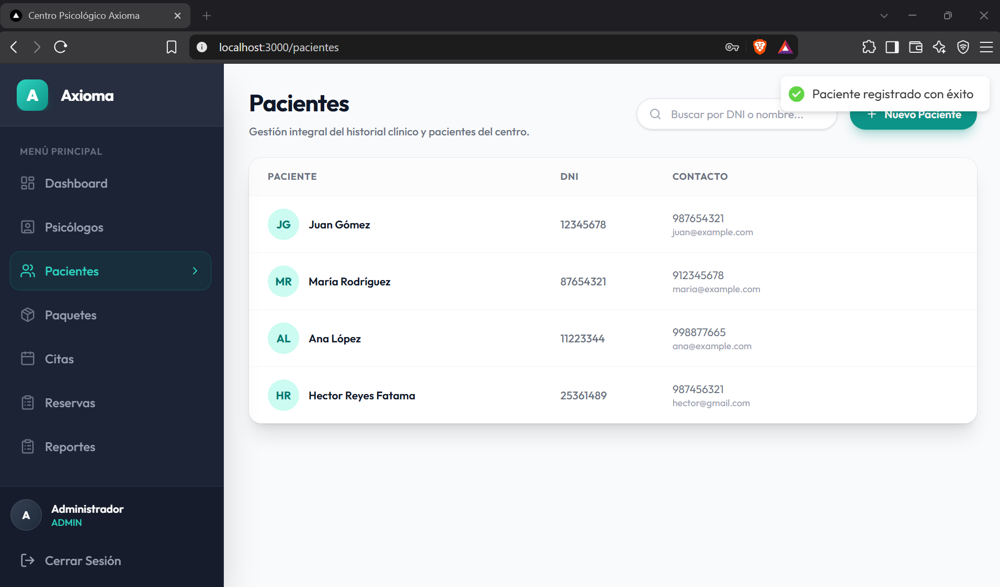 Centro Psicológico Axioma
localhost:3000/pacientes
A Axioma
MENÚ PRINCIPAL
Dashboard
Psicólogos
Pacientes
Paquetes
Citas
Reservas
Reportes
A
Administrador
ADMIN
Cerrar Sesión
Pacientes
Gestión integral del historial clínico y pacientes del centro.
Buscar por DNI o nombre...
Paciente registrado con éxito
+ Nuevo Paciente
PACIENTE DNI CONTACTO
JG Juan Gómez 12345678 987654321
juan@example.com
MR María Rodríguez 87654321 912345678
maria@example.com
AL Ana López 11223344 998877665
ana@example.com
HR Hector Reyes Fatama 25361489 987456321
hector@gmail.com